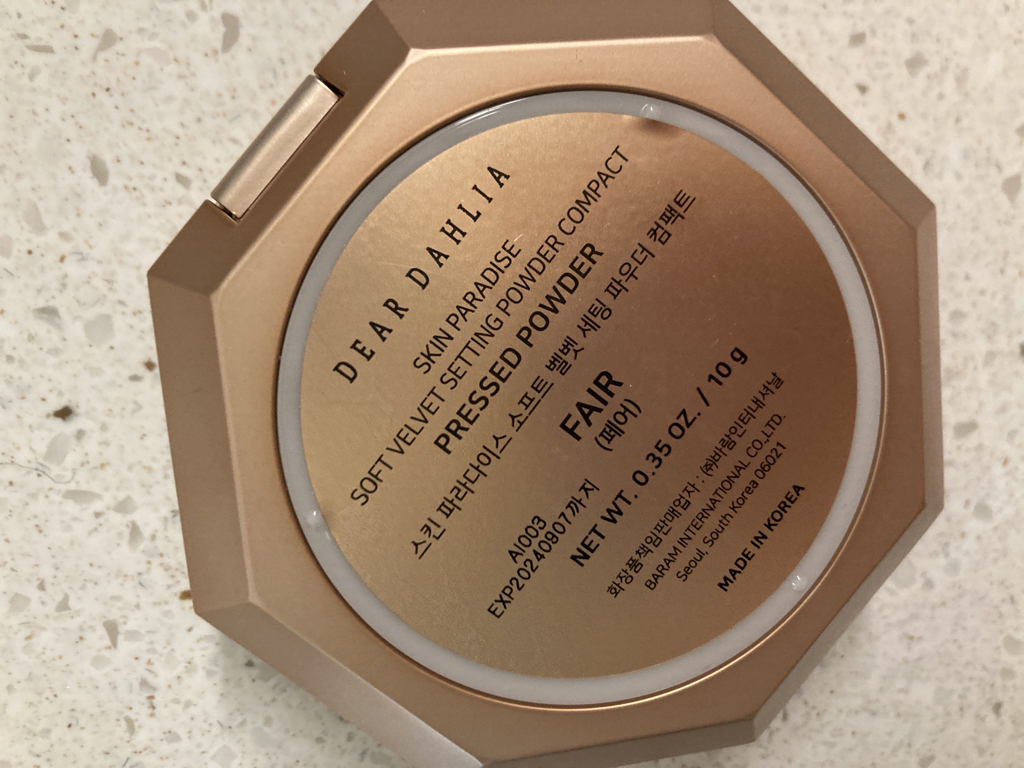 DEAR DAHLIA
SKIN PARADISE
SOFT VELVET SETTING POWDER COMPACT
PRESSED POWDER
스킨 파라다이스 소프트 벨벳 세팅 파우더 컴팩트
FAIR
(페어)
AI003
EXP20240907까지
NET WT. 0.35 OZ. / 10 g
화장품책임판매업자 : ㈜바람인터내셔날
BARAM INTERNATIONAL CO.,LTD.
Seoul, South Korea 06021
MADE IN KOREA